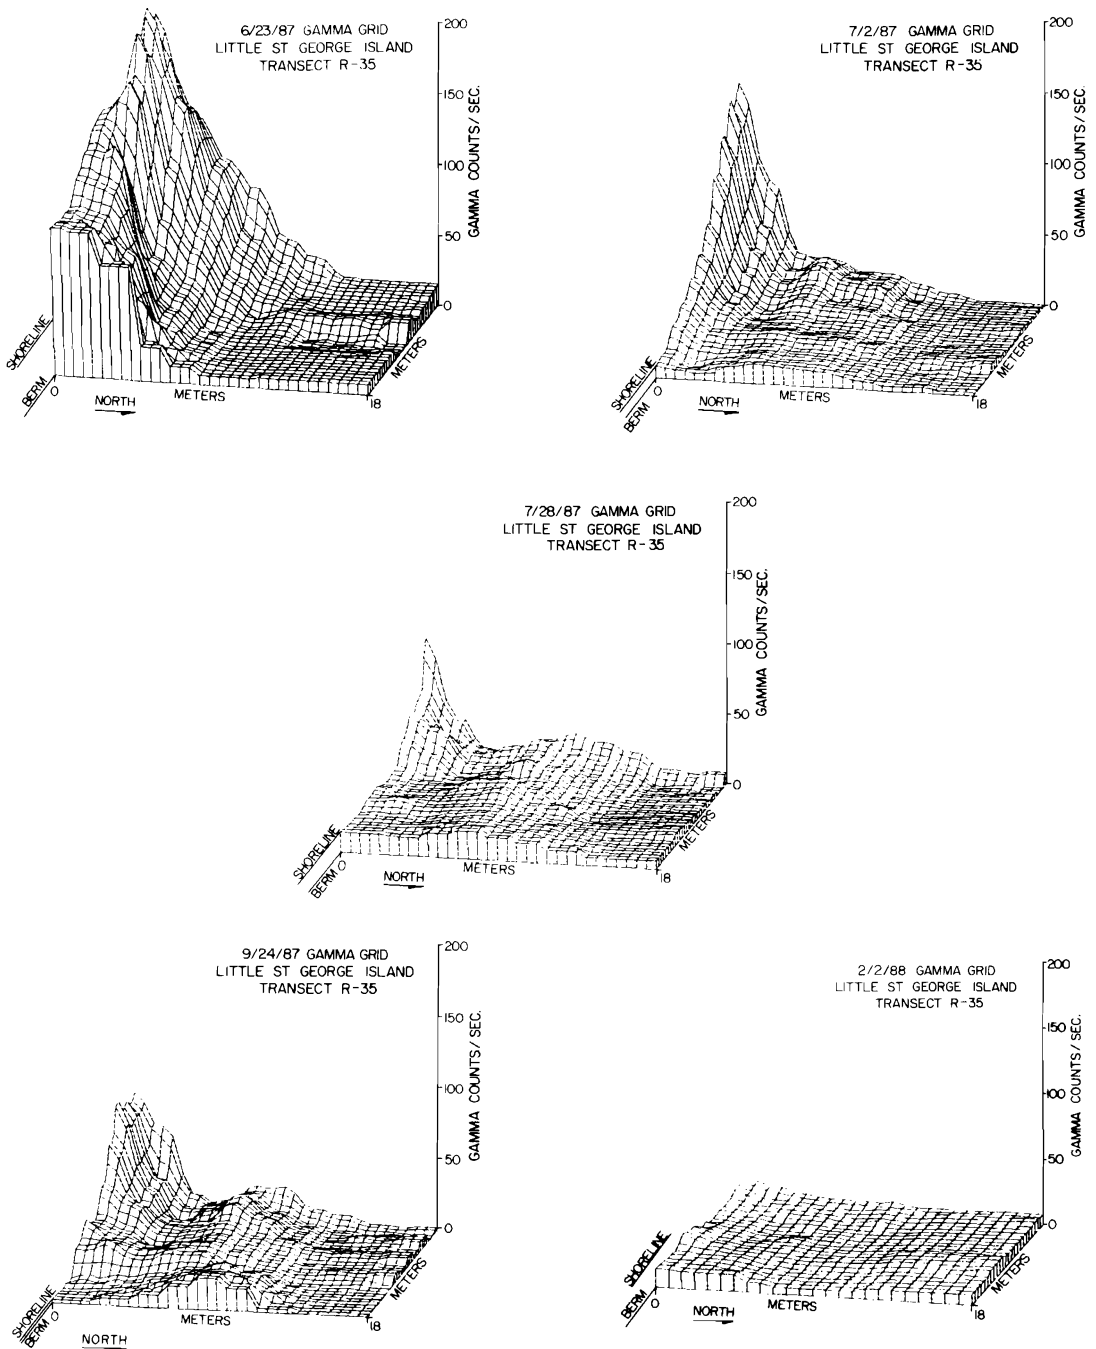 6/23/87 GAMMA GRID
LITTLE ST GEORGE ISLAND
TRANSECT R-35
200
150
100
50
0
GAMMA COUNTS/SEC.
SHORELINE
BERM
0
NORTH
METERS
18
METERS
7/2/87 GAMMA GRID
LITTLE ST GEORGE ISLAND
TRANSECT R-35
200
150
100
50
0
GAMMA COUNTS/SEC.
SHORELINE
BERM
0
NORTH
METERS
18
METERS
7/28/87 GAMMA GRID
LITTLE ST GEORGE ISLAND
TRANSECT R-35
200
150
100
50
0
GAMMA COUNTS/SEC.
SHORELINE
BERM
0
NORTH
METERS
18
METERS
9/24/87 GAMMA GRID
LITTLE ST GEORGE ISLAND
TRANSECT R-35
200
150
100
50
0
GAMMA COUNTS/SEC.
SHORELINE
BERM
0
NORTH
METERS
18
METERS
2/2/88 GAMMA GRID
LITTLE ST GEORGE ISLAND
TRANSECT R-35
200
150
100
50
0
GAMMA COUNTS/SEC.
SHORELINE
BERM
0
NORTH
METERS
18
METERS